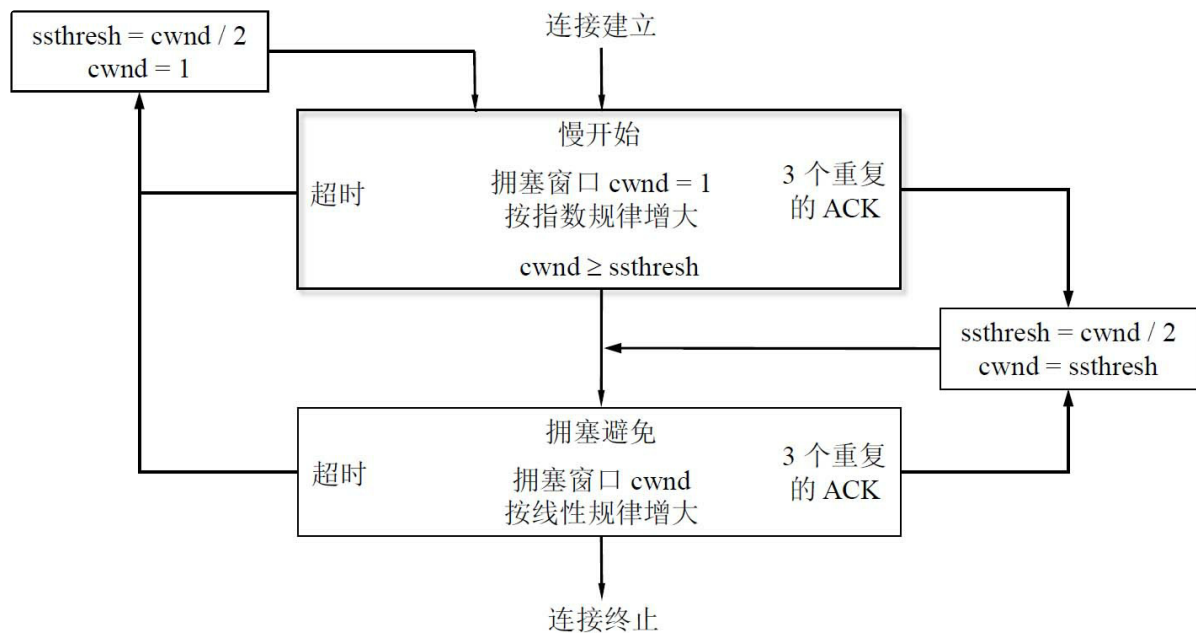 连接建立
ssthresh = cwnd / 2
cwnd = 1
慢开始
超时
拥塞窗口 cwnd = 1
按指数规律增大
3 个重复
的 ACK
cwnd ≥ ssthresh
ssthresh = cwnd / 2
cwnd = ssthresh
拥塞避免
超时
拥塞窗口 cwnd
按线性规律增大
3 个重复
的 ACK
连接终止